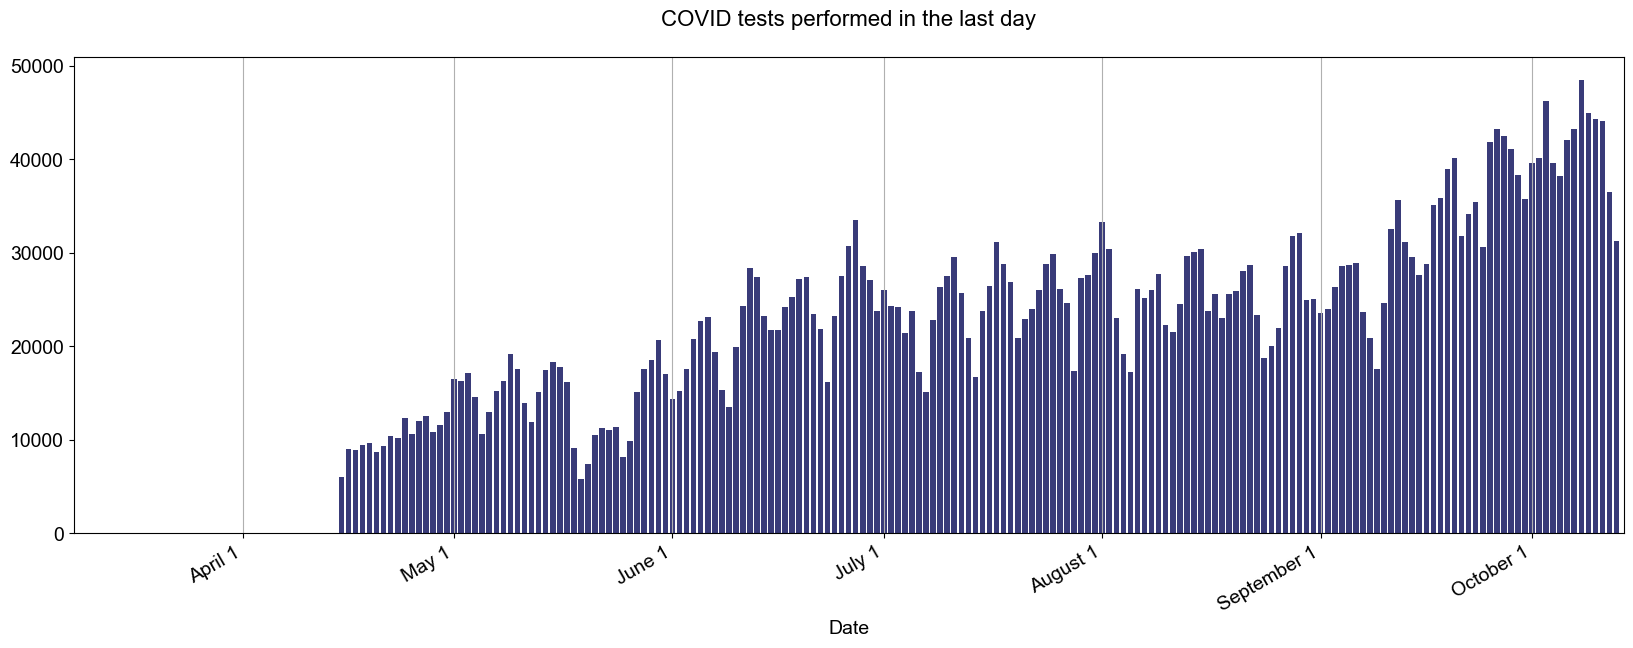 COVID tests performed in the last day
50000
40000
30000
20000
10000
0
April 1
May 1
June 1
July 1
August 1
September 1
October 1
Date